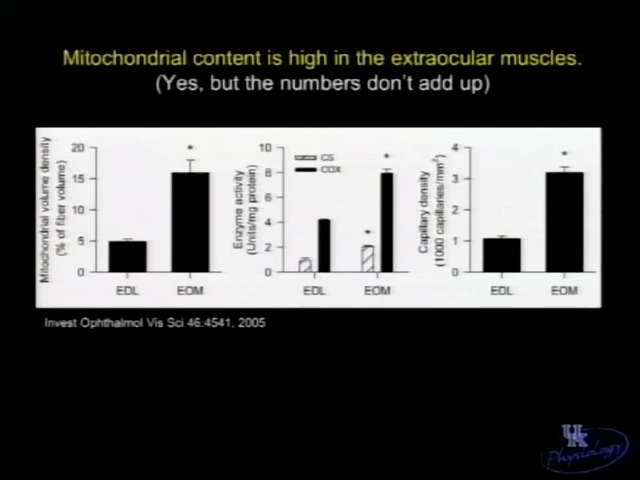 Mitochondrial content is high in the extraocular muscles.
(Yes, but the numbers don't add up)
Mitochondrial volume density
(% of fiber volume)
20
15
10
5
0
EDL EOM
*
Enzyme activity
(Units/mg protein)
10
8
6
4
2
0
CS
COX
*
*
EDL EOM
Capillary density
(1000 capillaries/mm²)
4
3
2
1
0
*
EDL EOM
Invest Ophthalmol Vis Sci 46:4541, 2005
UK
Physiology